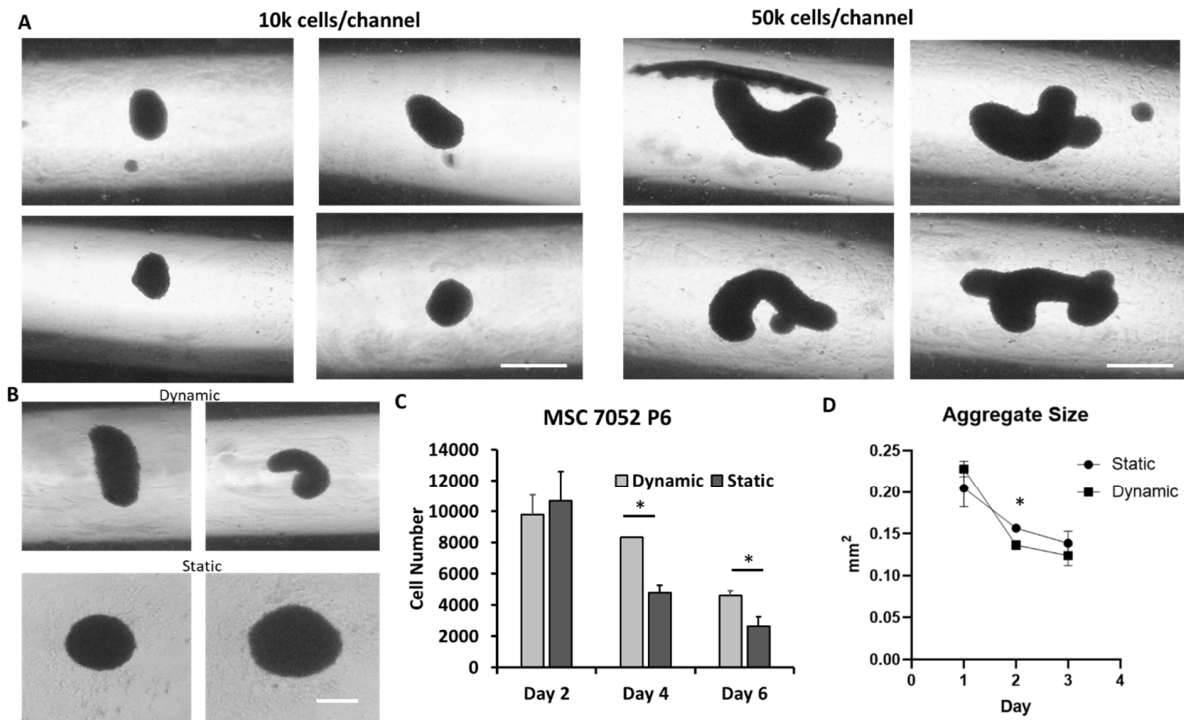 A
10k cells/channel
50k cells/channel
B
Dynamic
Static
C
MSC 7052 P6
14000
12000
10000
8000
6000
4000
2000
0
Cell Number
Dynamic
Static
*
*
Day 2
Day 4
Day 6
D
Aggregate Size
Static
Dynamic
*
0.25
0.20
0.15
0.10
0.05
0.00
mm²
0
1
2
3
4
Day